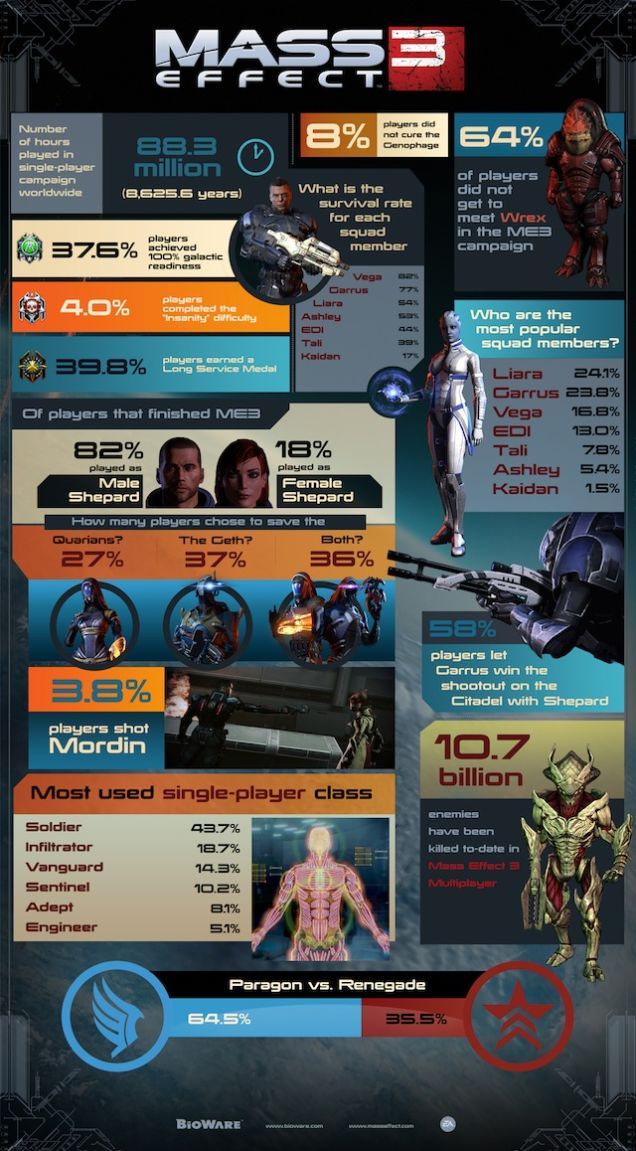 MASS 3
EFFECT
Number
of hours
played in
single-player
campaign
worldwide
88.3
million
(8,625.6 years)
8%
players did
not cure the
Genophage
64%
of players
did not
get to
meet Wrex
in the ME3
campaign
37.6%
players
achieved
100% galactic
readiness
4.0%
players
completed the
"Insanity" difficulty
39.8%
players earned a
Long Service Medal
What is the
survival rate
for each
squad
member
Vega 82%
Garrus 77%
Liara 54%
Ashley 53%
EDI 44%
Tali 39%
Kaidan 17%
Who are the
most popular
squad members?
Liara 24.1%
Garrus 23.8%
Vega 16.8%
EDI 13.0%
Tali 7.8%
Ashley 5.4%
Kaidan 1.5%
Of players that finished ME3
82%
played as
Male
Shepard
18%
played as
Female
Shepard
How many players chose to save the
Quarians? The Geth? Both?
27% 37% 36%
58%
players let
Garrus win the
shootout on the
Citadel with Shepard
3.8%
players shot
Mordin
10.7
billion
enemies
have been
killed to-date in
Mass Effect 3
Multiplayer
Most used single-player class
Soldier 43.7%
Infiltrator 18.7%
Vanguard 14.3%
Sentinel 10.2%
Adept 8.1%
Engineer 5.1%
Paragon vs. Renegade
64.5% 35.5%
BIOWARE www.bioware.com www.masseffect.com EA